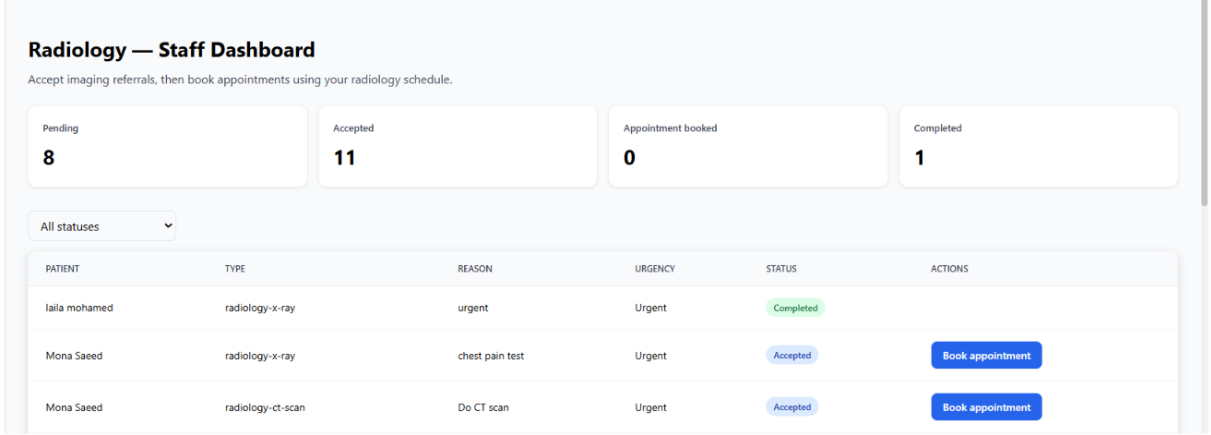 Radiology — Staff Dashboard
Accept imaging referrals, then book appointments using your radiology schedule.
Pending Accepted Appointment booked Completed
8 11 0 1
All statuses
PATIENT TYPE REASON URGENCY STATUS ACTIONS
laila mohamed radiology-x-ray urgent Urgent Completed
Mona Saeed radiology-x-ray chest pain test Urgent Accepted Book appointment
Mona Saeed radiology-ct-scan Do CT scan Urgent Accepted Book appointment